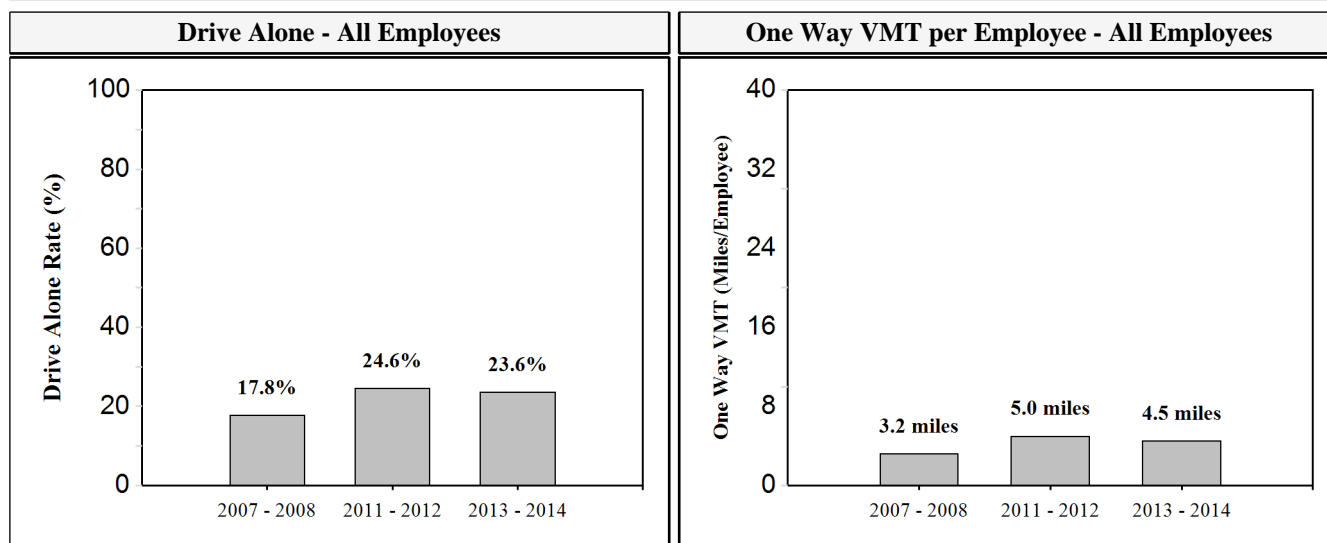 Drive Alone - All Employees
100
80
60
40
20
0
Drive Alone Rate (%)
17.8%
24.6%
23.6%
2007 - 2008
2011 - 2012
2013 - 2014
One Way VMT per Employee - All Employees
40
32
24
16
8
0
One Way VMT (Miles/Employee)
3.2 miles
5.0 miles
4.5 miles
2007 - 2008
2011 - 2012
2013 - 2014